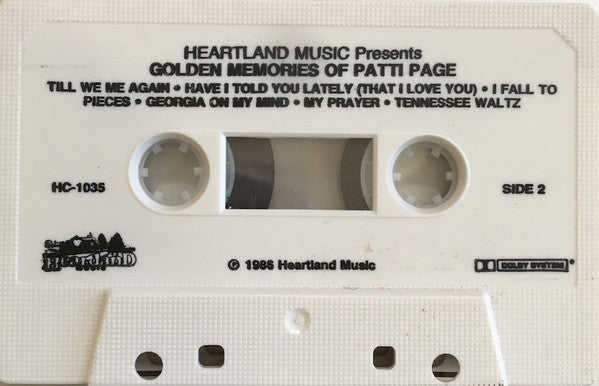 HEARTLAND MUSIC Presents
GOLDEN MEMORIES OF PATTI PAGE
TILL WE ME AGAIN • HAVE I TOLD YOU LATELY (THAT I LOVE YOU) • I FALL TO
PIECES • GEORGIA ON MY MIND • MY PRAYER • TENNESSEE WALTZ
HC-1035
SIDE 2
HEARTLAND
MUSIC
℗ 1986 Heartland Music
DOLBY SYSTEM ®